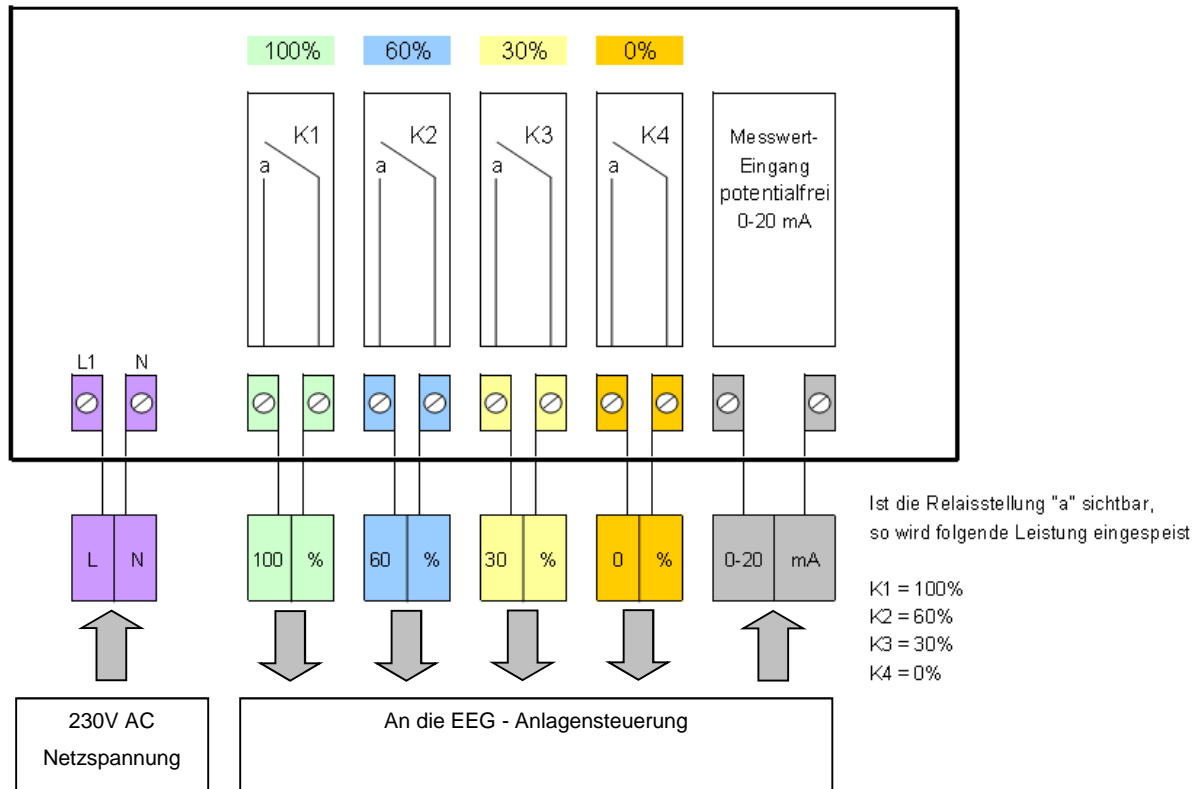 100% 60% 30% 0%
K1 K2 K3 K4
a a a a
Messwert-
Eingang
potentialfrei
0-20 mA
L1 N
L N 100 % 60 % 30 % 0 % 0-20 mA
Ist die Relaisstellung "a" sichtbar,
so wird folgende Leistung eingespeist
K1 = 100%
K2 = 60%
K3 = 30%
K4 = 0%
230V AC
Netzspannung
An die EEG - Anlagensteuerung